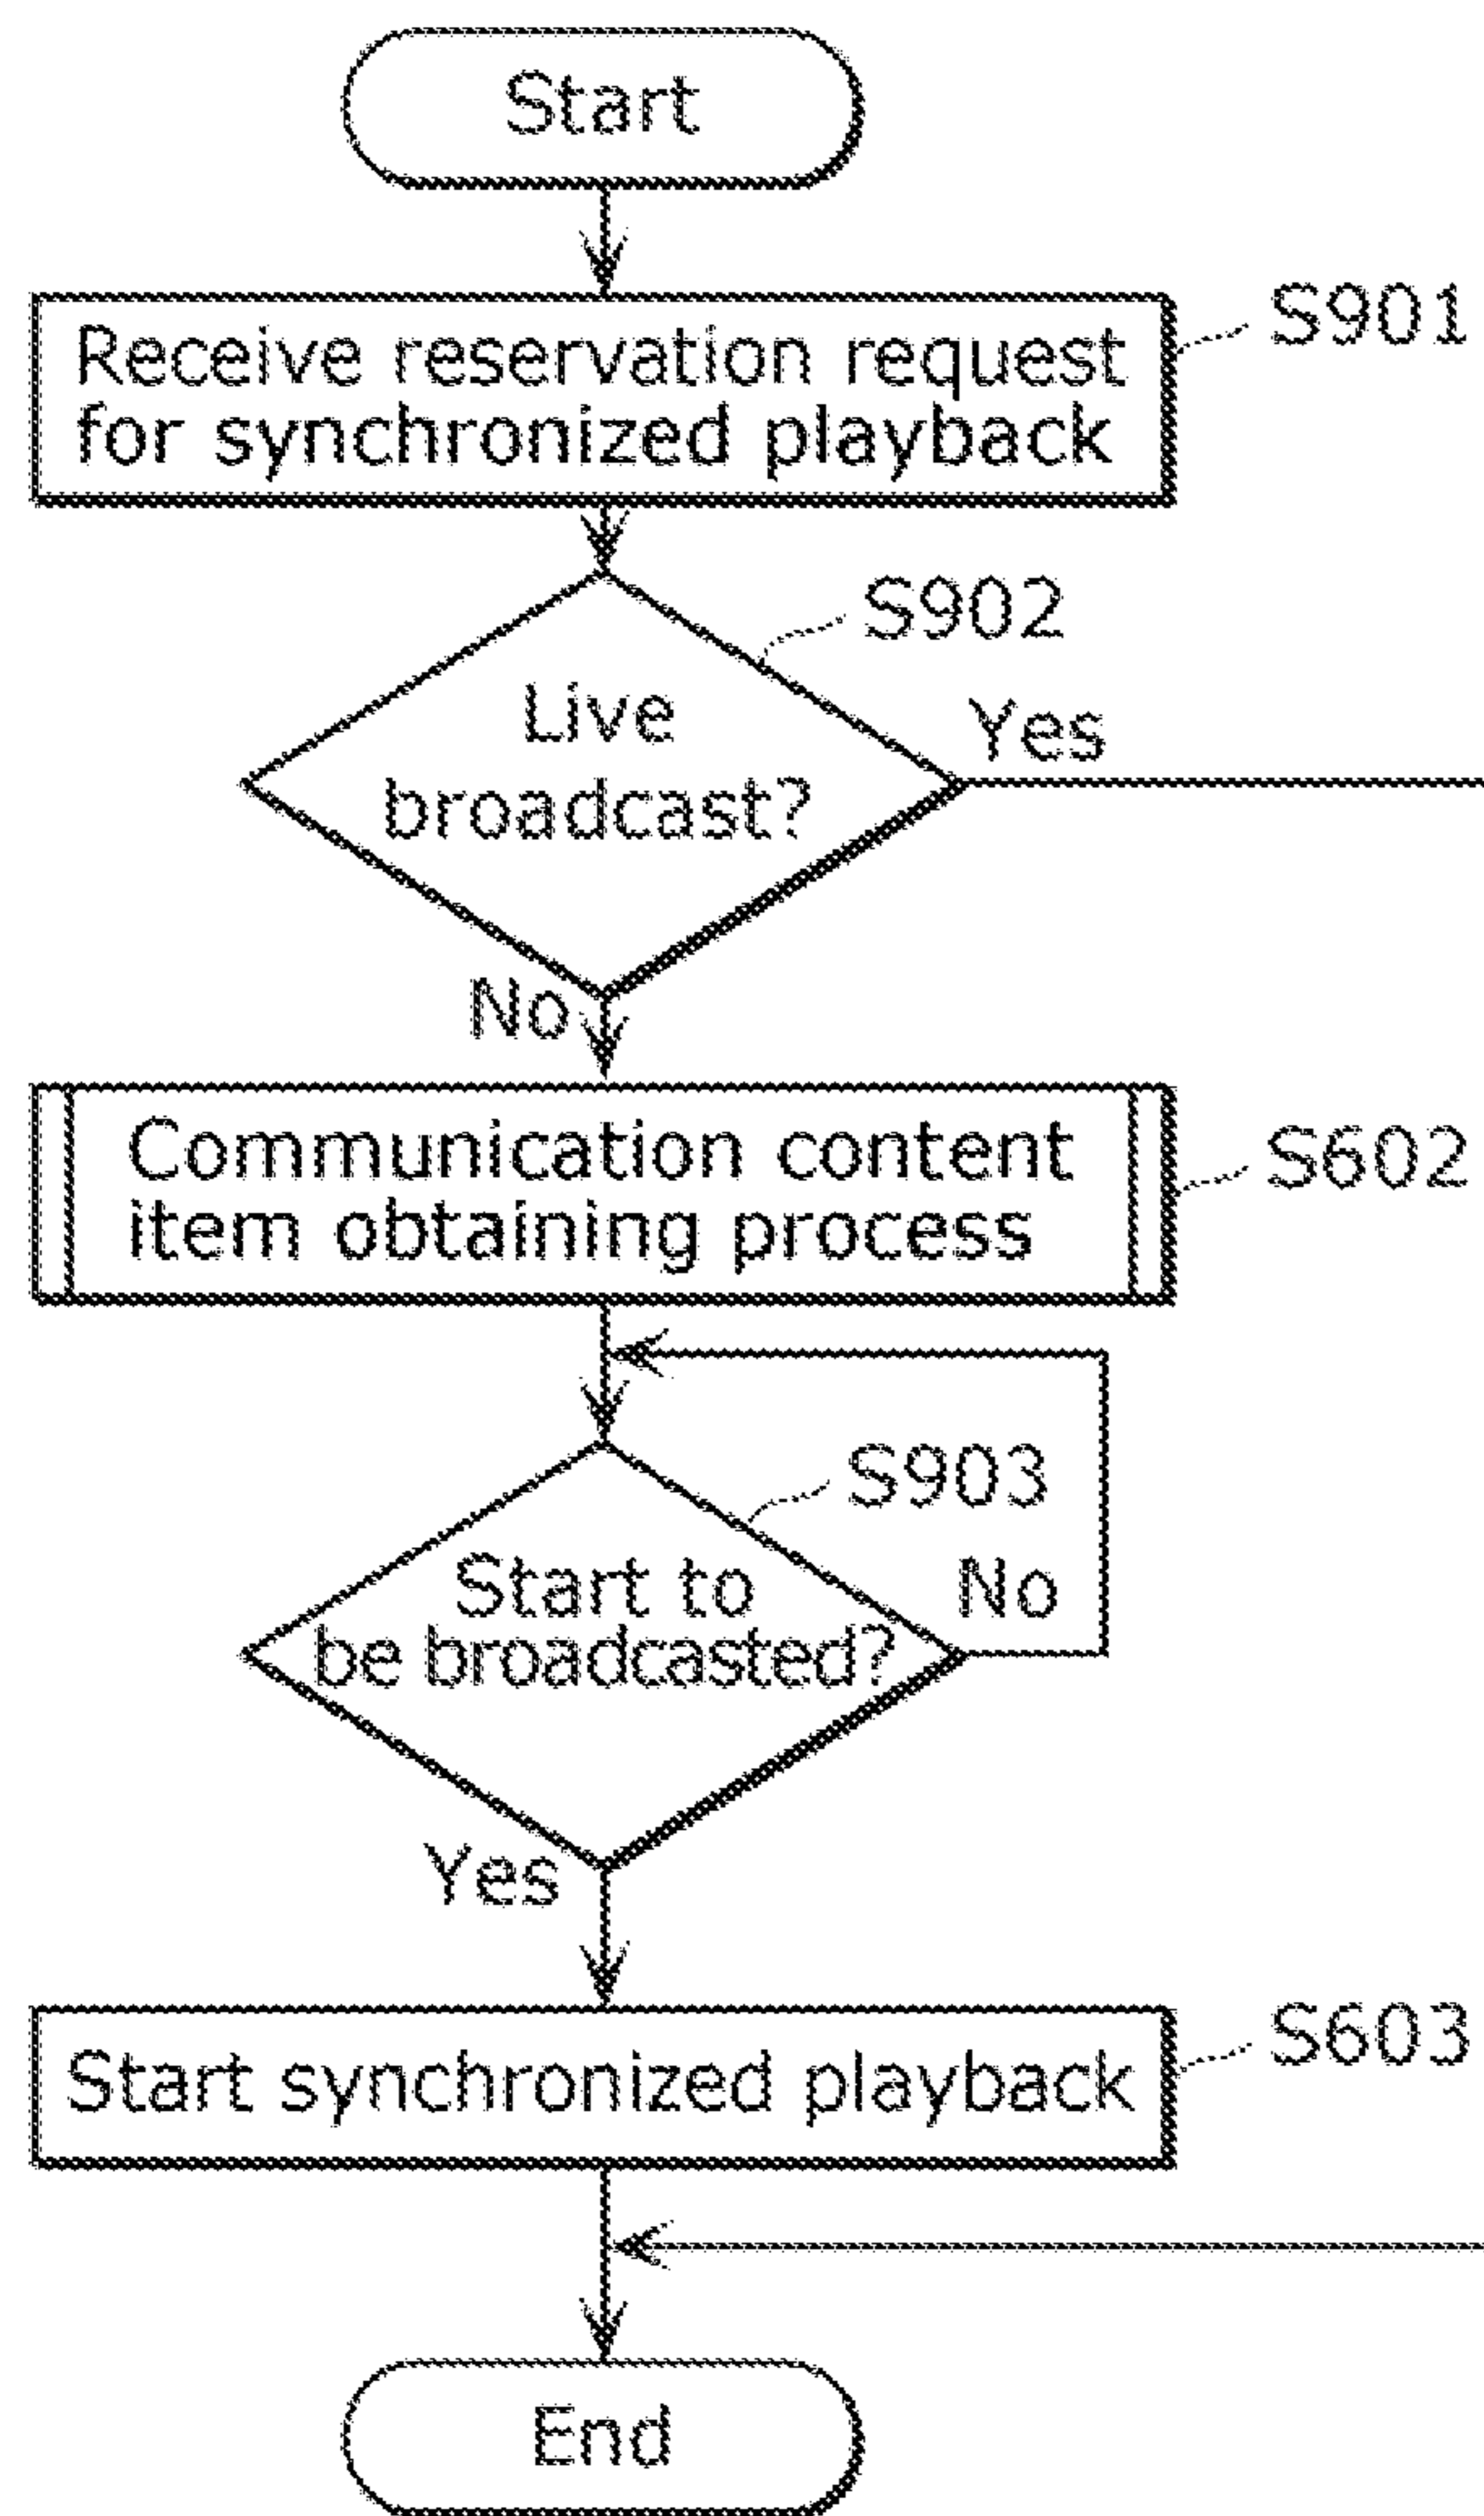 Start
Receive reservation request
for synchronized playback
S901
S902
Live
broadcast?
Yes
No
Communication content
item obtaining process
S602
S903
Start to
be broadcasted?
No
Yes
Start synchronized playback
S603
End